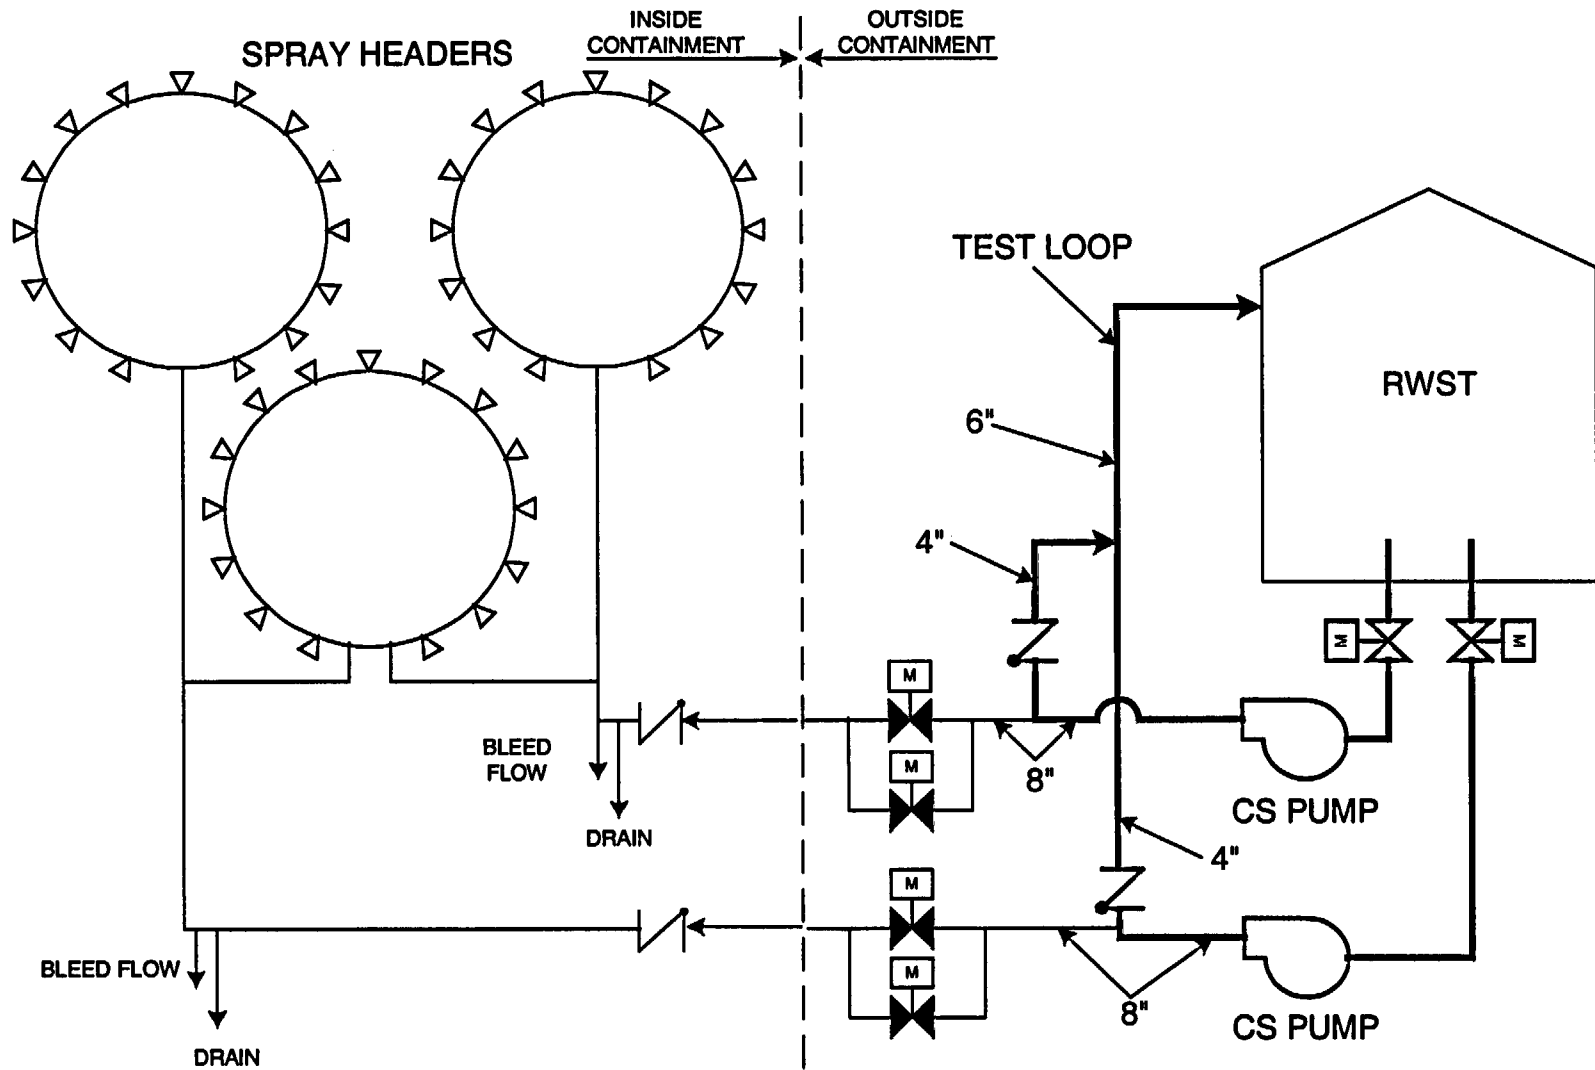 INSIDE
CONTAINMENT
OUTSIDE
CONTAINMENT
SPRAY HEADERS
TEST LOOP
RWST
6"
4"
M
M
M
M
8"
BLEED
FLOW
DRAIN
CS PUMP
4"
M
M
BLEED FLOW
8"
CS PUMP
DRAIN